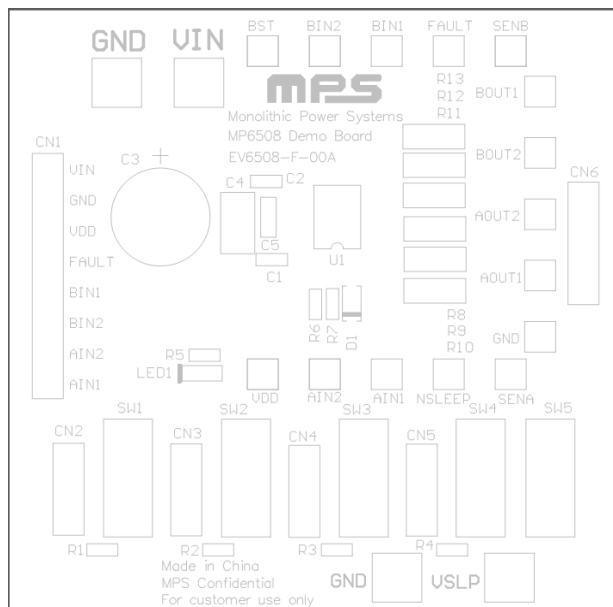 GND
VIN
BST
BIN2
BIN1
FAULT
SENB
mps
Monolithic Power Systems
MP6508 Demo Board
EV6508-F-00A
R13
R12
R11
BOUT1
BOUT2
AOUT2
AOUT1
GND
CN6
CN1
VIN
GND
VDD
FAULT
BIN1
BIN2
AIN2
AIN1
C3
C4
C2
C5
C1
U1
R6
R7
D1
R8
R9
R10
R5
LED1
VDD
AIN2
AIN1
NSLEEP
SENA
CN2
SW1
CN3
SW2
CN4
SW3
CN5
SW4
SW5
R1
R2
R3
R4
Made in China
MPS Confidential
For customer use only
GND
VSLP